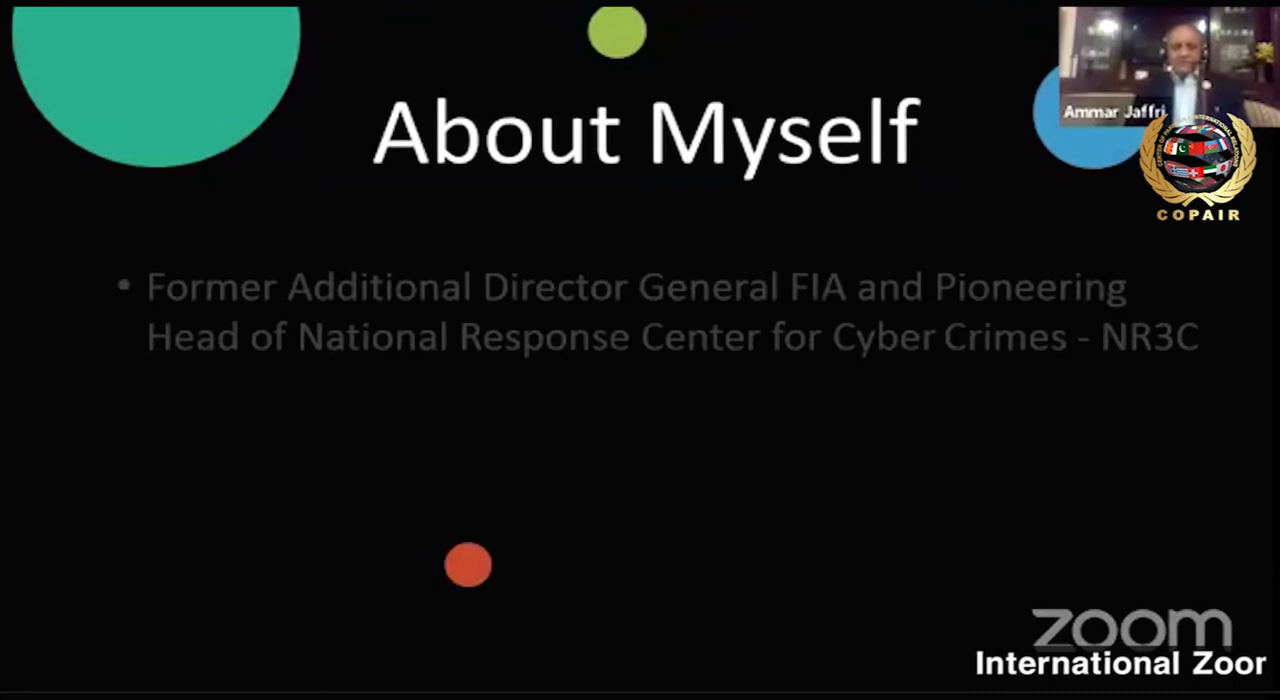 About Myself
Ammar Jaffri
COPAIR
• Former Additional Director General FIA and Pioneering
Head of National Response Center for Cyber Crimes - NR3C
zoom
International Zoor